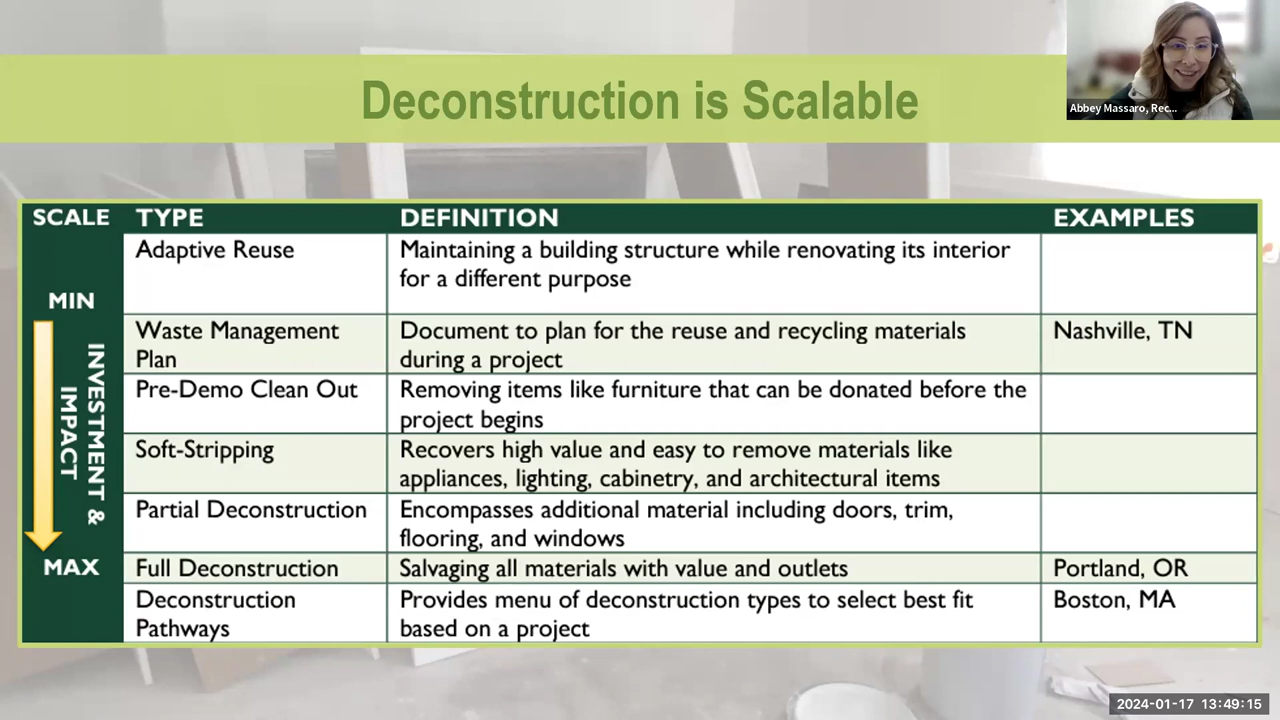 Deconstruction is Scalable
Abbey Massaro, Rec...
SCALE
TYPE
DEFINITION
EXAMPLES
MIN
INVESTMENT &
IMPACT
MAX
Adaptive Reuse
Maintaining a building structure while renovating its interior
for a different purpose
Waste Management
Plan
Document to plan for the reuse and recycling materials
during a project
Nashville, TN
Pre-Demo Clean Out
Removing items like furniture that can be donated before the
project begins
Soft-Stripping
Recovers high value and easy to remove materials like
appliances, lighting, cabinetry, and architectural items
Partial Deconstruction
Encompasses additional material including doors, trim,
flooring, and windows
Full Deconstruction
Salvaging all materials with value and outlets
Portland, OR
Deconstruction
Pathways
Provides menu of deconstruction types to select best fit
based on a project
Boston, MA
2024-01-17 13:49:15